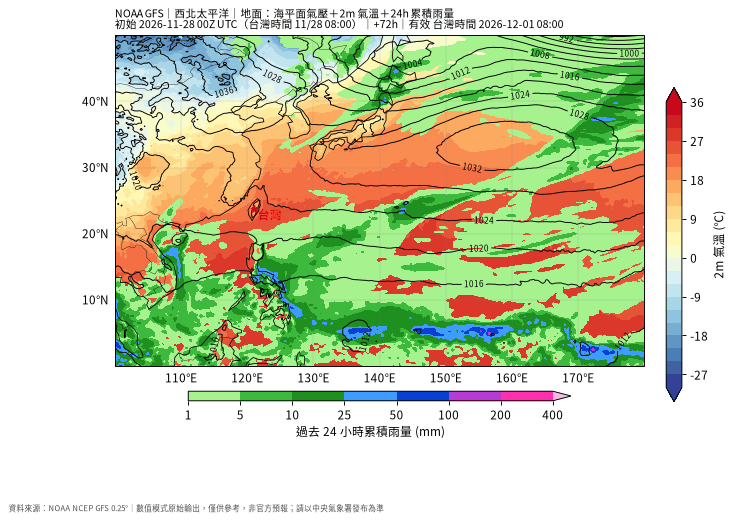 NOAA GFS｜西北太平洋｜地面：海平面氣壓＋2m 氣溫＋24h 累積雨量
初始 2026-11-28 00Z UTC（台灣時間 11/28 08:00）｜+72h｜有效 台灣時間 2026-12-01 08:00
1000
1004
1008
1012
1016
1028
1024
1036
1028
1032
台灣
1024
1020
1016
1012
40°N
30°N
20°N
10°N
110°E 120°E 130°E 140°E 150°E 160°E 170°E
36
27
18
9
0
-9
-18
-27
2m 氣溫 (°C)
1 5 10 25 50 100 200 400
過去 24 小時累積雨量 (mm)
資料來源：NOAA NCEP GFS 0.25°｜數值模式原始輸出，僅供參考，非官方預報；請以中央氣象署發布為準